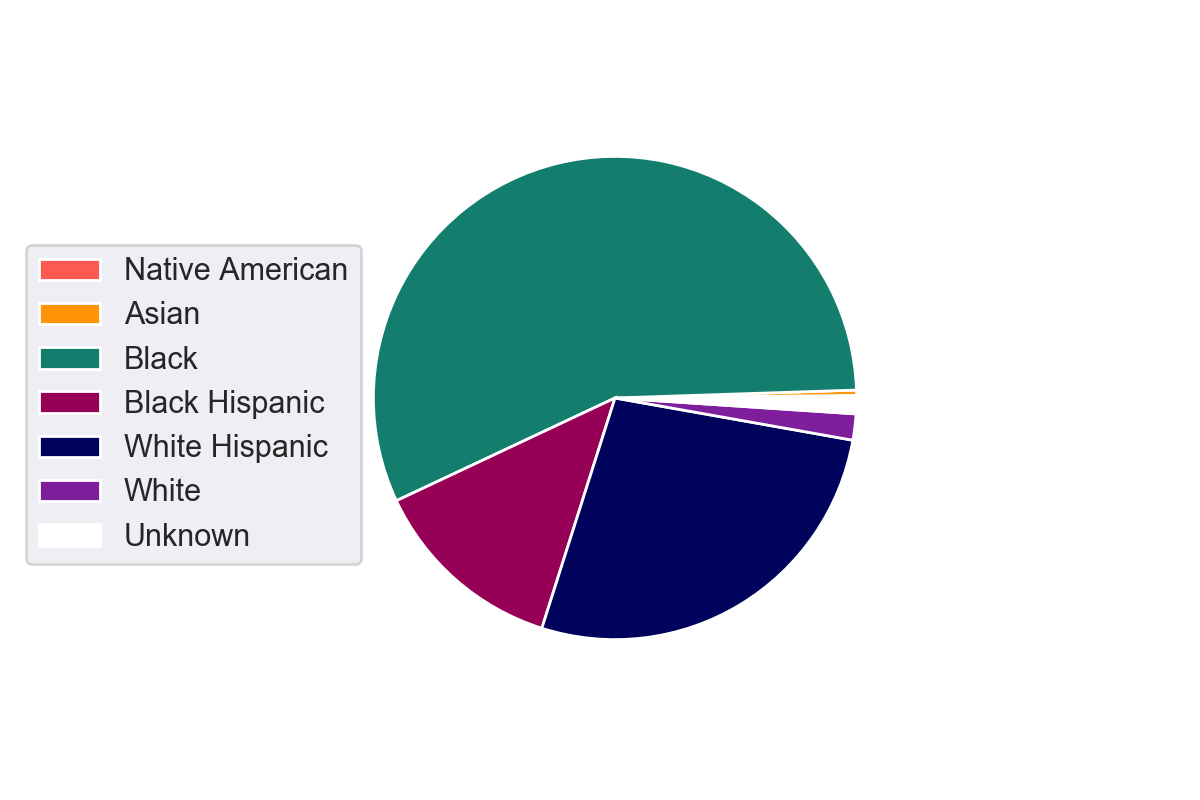 Native American
Asian
Black
Black Hispanic
White Hispanic
White
Unknown